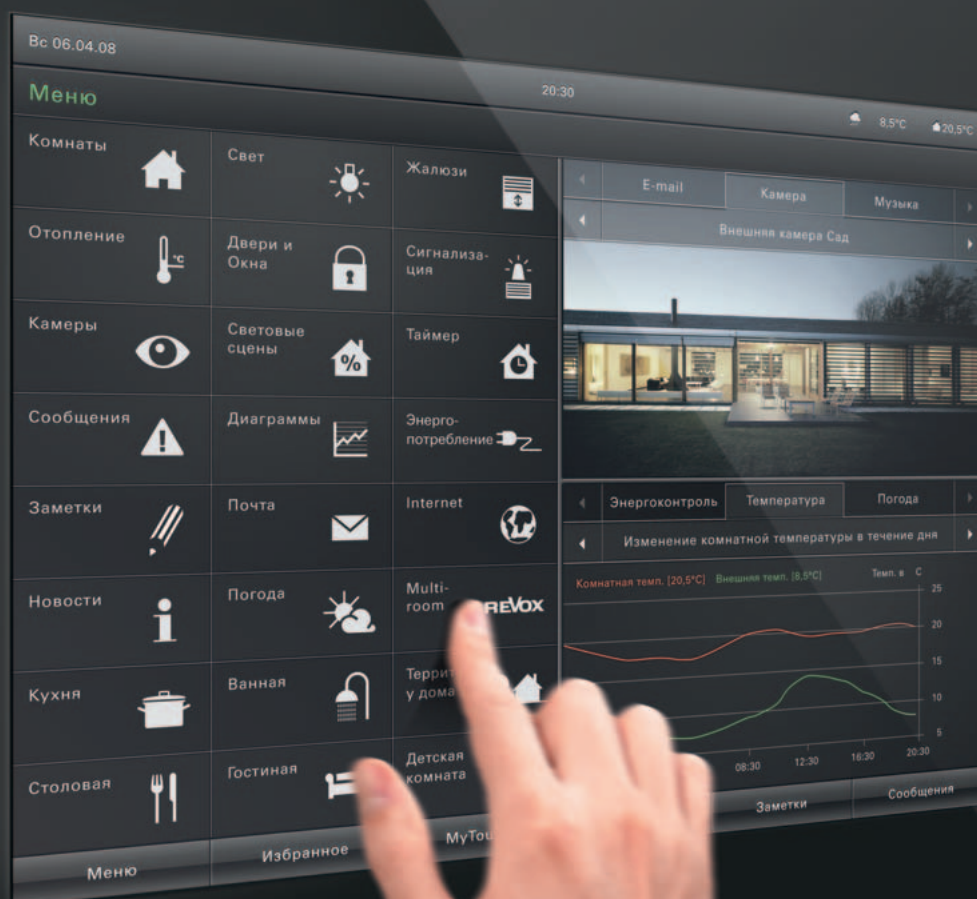 Вс 06.04.08
20:30
8,5°C
20,5°C
Меню
Комнаты
Свет
Жалюзи
Отопление
°C
Двери и
Окна
Сигнализа-
ция
Камеры
Световые
сцены
%
Таймер
Сообщения
Диаграммы
Энерго-
потребление
Заметки
Почта
Internet
Новости
Погода
Multi-
room
REVOX
Кухня
Ванная
у дома
Столовая
Гостиная
Детская
комната
E-mail
Камера
Музыка
Внешняя камера Сад
Энергоконтроль
Температура
Погода
Изменение комнатной температуры в течение дня
Комнатная темп. [20,5°C]
Внешняя темп. [8,5°C]
Темп. в C
25
20
15
10
5
08:30
12:30
16:30
20:30
Меню
Избранное
Заметки
Сообщения